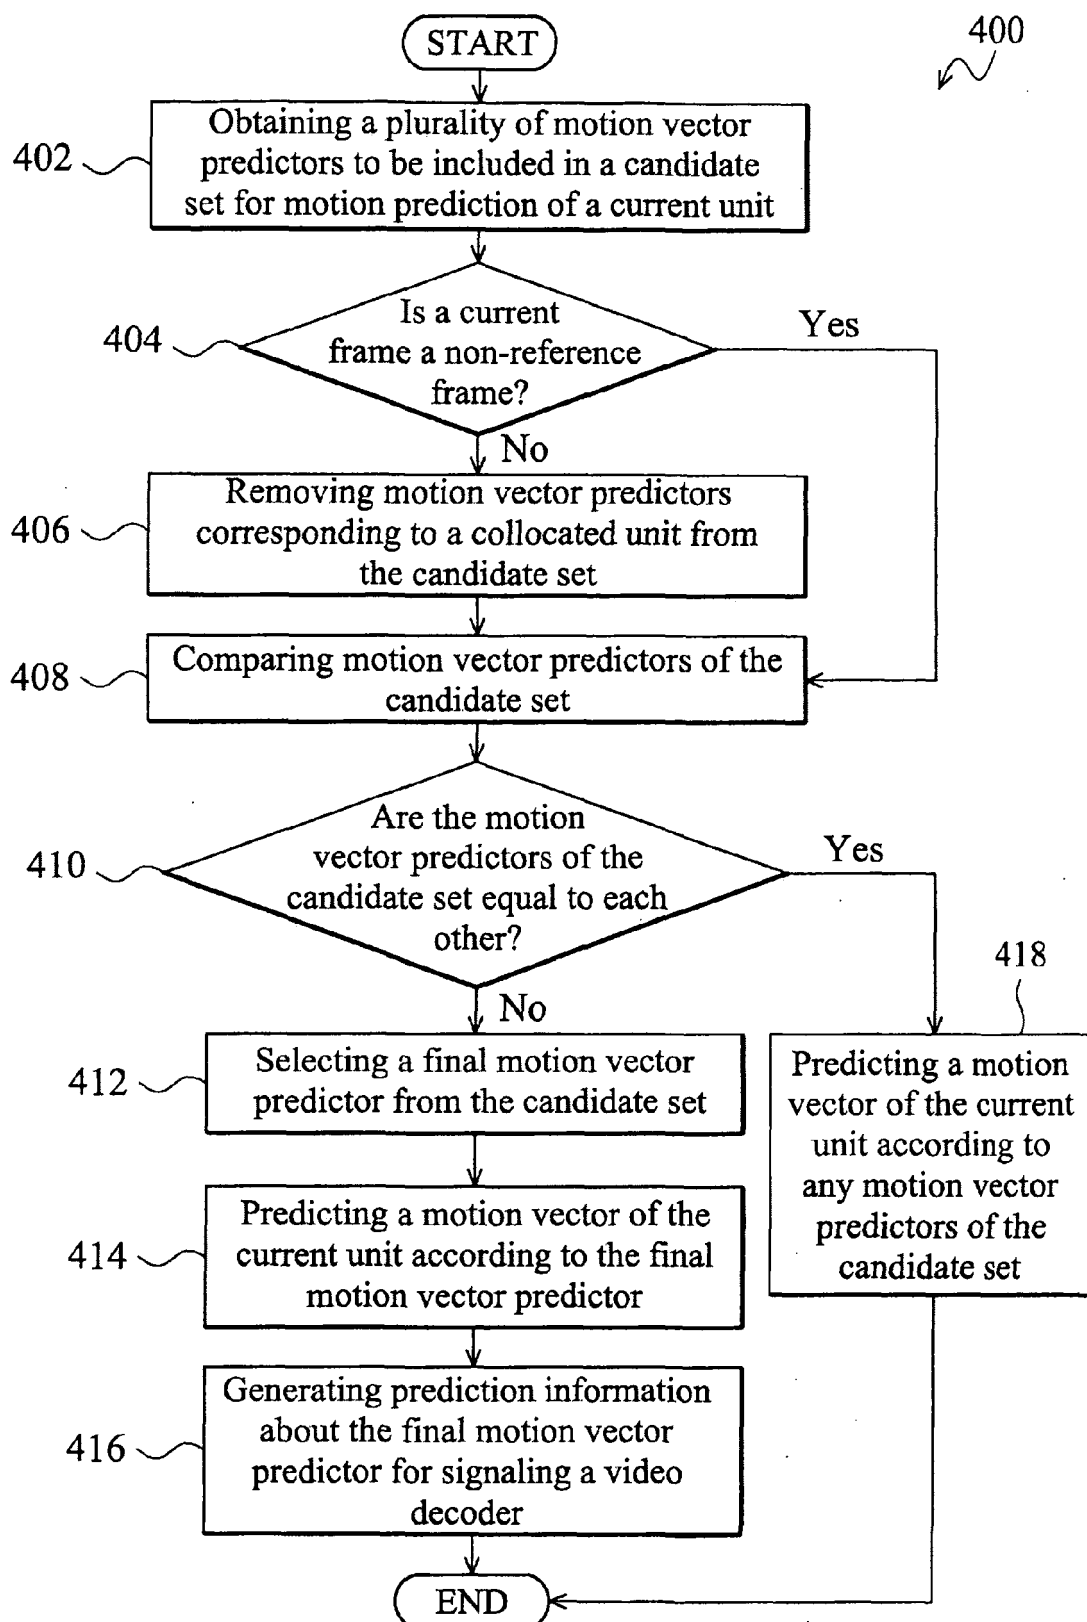 START
400
402
Obtaining a plurality of motion vector
predictors to be included in a candidate
set for motion prediction of a current unit
404
Is a current
frame a non-reference
frame?
Yes
No
406
Removing motion vector predictors
corresponding to a collocated unit from
the candidate set
408
Comparing motion vector predictors of the
candidate set
410
Are the motion
vector predictors of the
candidate set equal to each
other?
Yes
No
412
Selecting a final motion vector
predictor from the candidate set
418
Predicting a motion
vector of the current
unit according to
any motion vector
predictors of the
candidate set
414
Predicting a motion vector of the
current unit according to the final
motion vector predictor
416
Generating prediction information
about the final motion vector
predictor for signaling a video
decoder
END